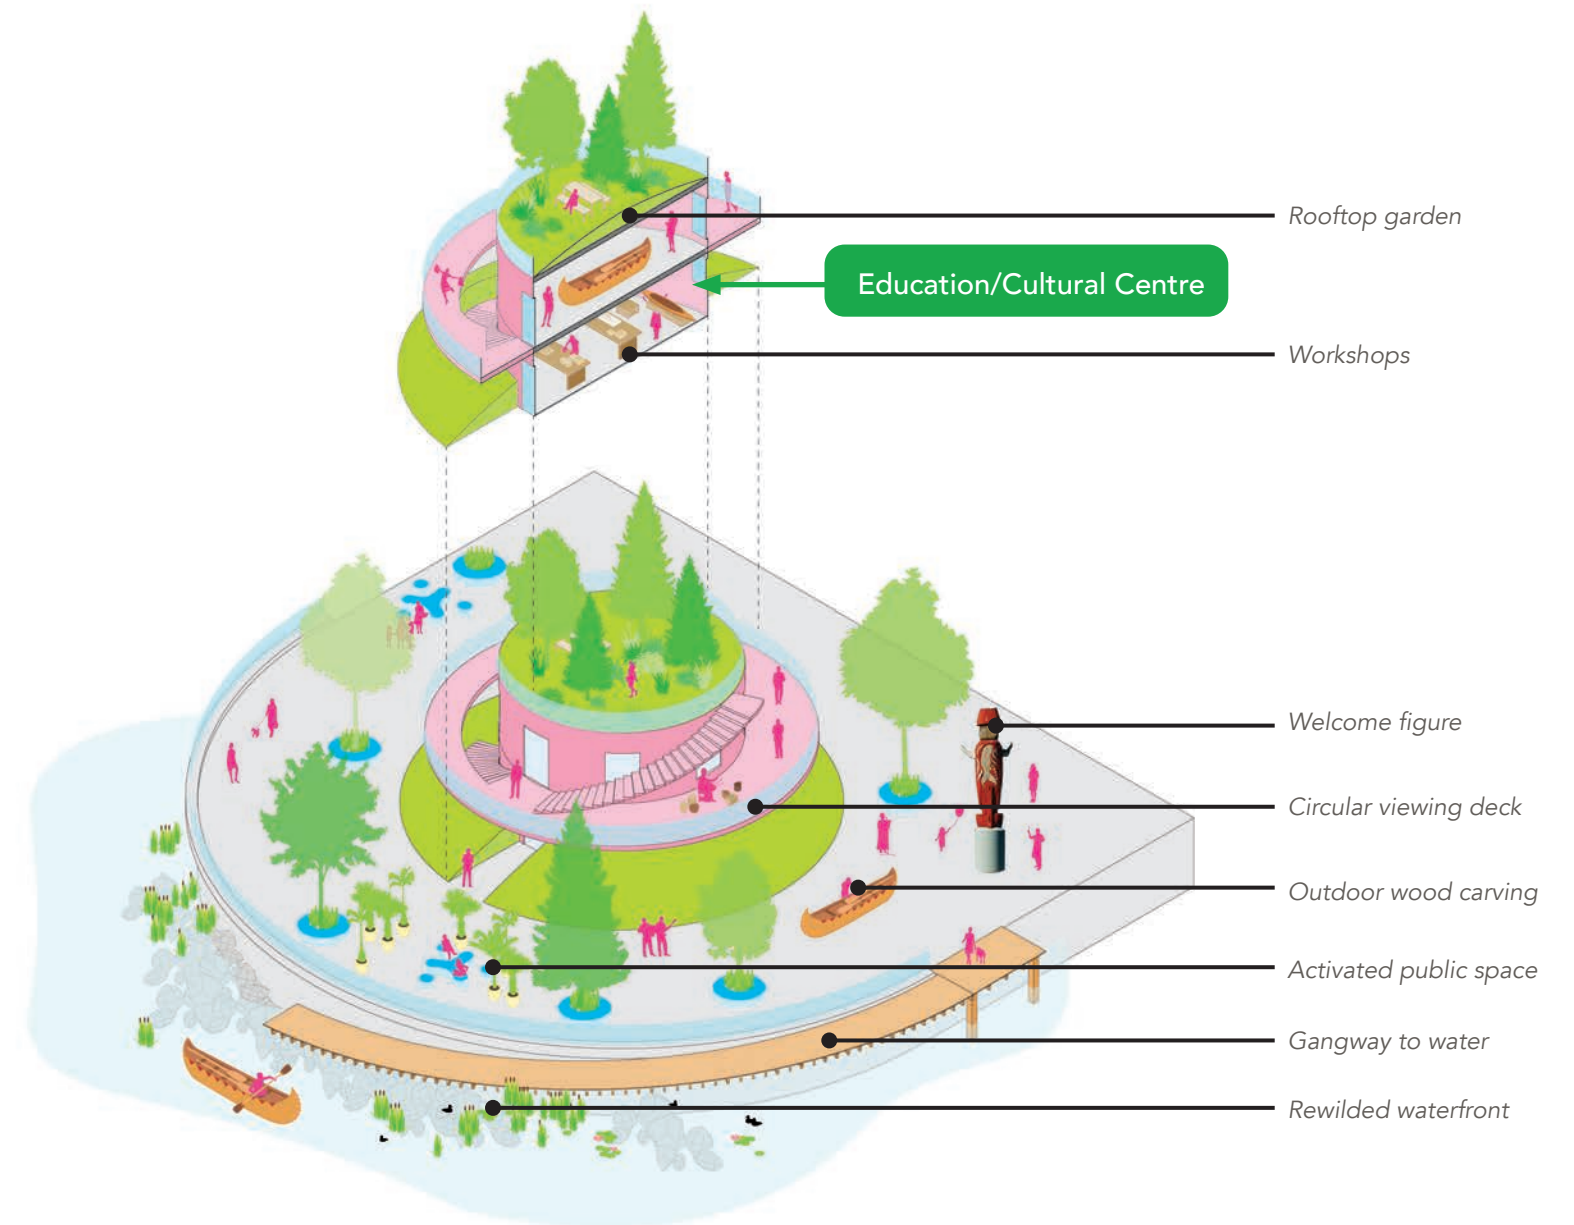 Rooftop garden
Education/Cultural Centre
Workshops
Welcome figure
Circular viewing deck
Outdoor wood carving
Activated public space
Gangway to water
Rewilded waterfront